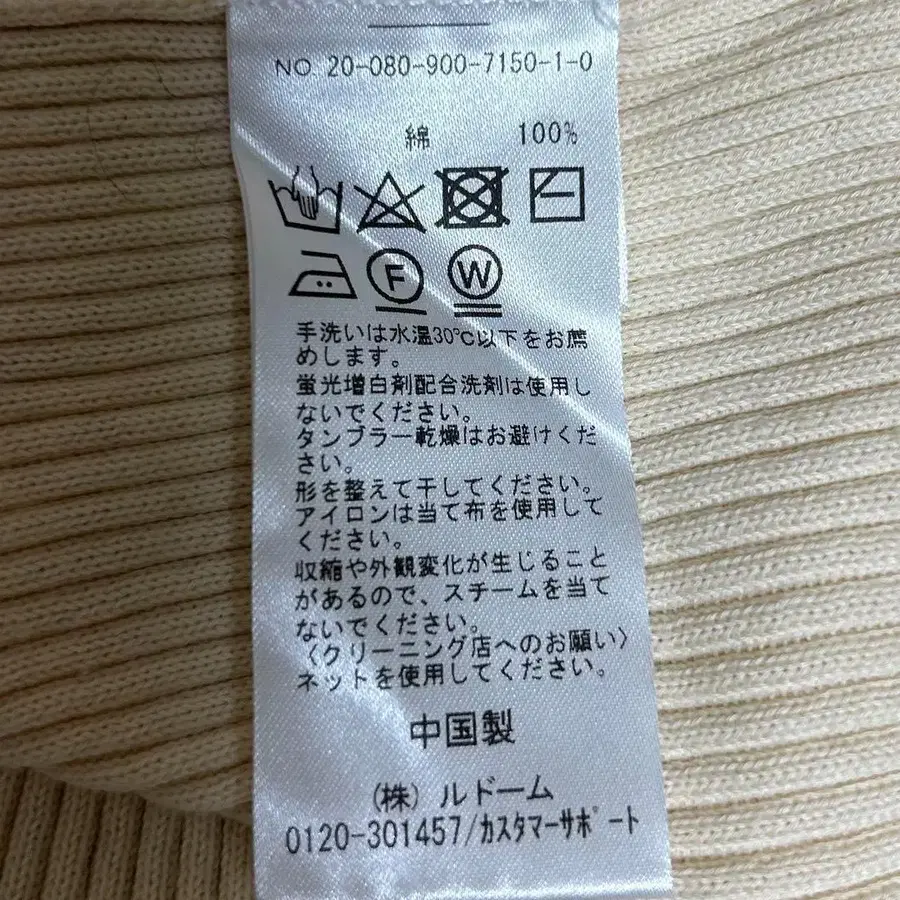 NO. 20-080-900-7150-1-0
綿 100%
F W
手洗いは水温30℃以下をお薦
めします。
蛍光増白剤配合洗剤は使用し
ないでください。
タンブラー乾燥はお避けくだ
さい。
形を整えて干してください。
アイロンは当て布を使用して
ください。
収縮や外観変化が生じること
があるので、スチームを当て
ないでください。
〈クリーニング店へのお願い〉
ネットを使用してください。
中国製
(株) ルドーム
0120-301457/カスタマーサポート